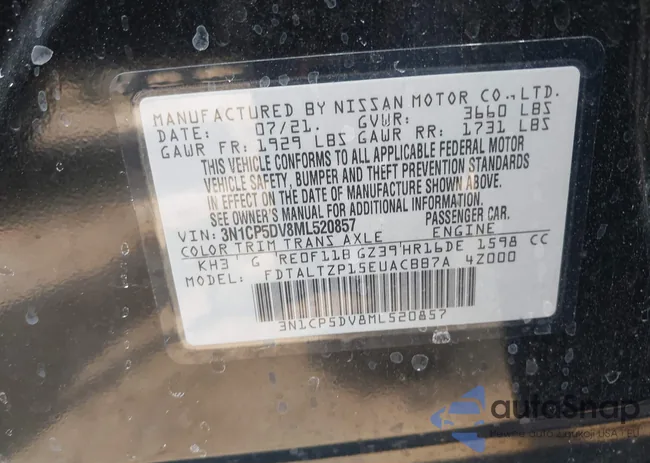 MANUFACTURED BY NISSAN MOTOR CO., LTD.
DATE: 07/21. GVWR: 3660 LBS
GAWR FR: 1929 LBS GAWR RR: 1731 LBS
THIS VEHICLE CONFORMS TO ALL APPLICABLE FEDERAL MOTOR
VEHICLE SAFETY, BUMPER AND THEFT PREVENTION STANDARDS
IN EFFECT ON THE DATE OF MANUFACTURE SHOWN ABOVE.
SEE OWNER'S MANUAL FOR ADDITIONAL INFORMATION.
VIN: 3N1CP5DV8ML520857 PASSENGER CAR.
COLOR TRIM TRANS AXLE ENGINE
KH3 G RE0F11B GZ39 HR16DE 1598 CC
MODEL: FDTALTZP15EUACBB7A 4Z000
3N1CP5DV8ML520857
autoSnap